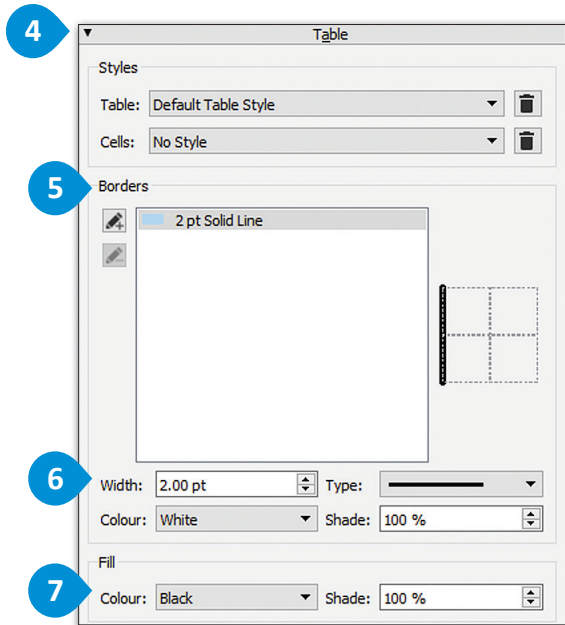 4
Table
Styles
Table: Default Table Style
Cells: No Style
5
Borders
2 pt Solid Line
6
Width: 2.00 pt Type:
Colour: White Shade: 100 %
Fill
7
Colour: Black Shade: 100 %